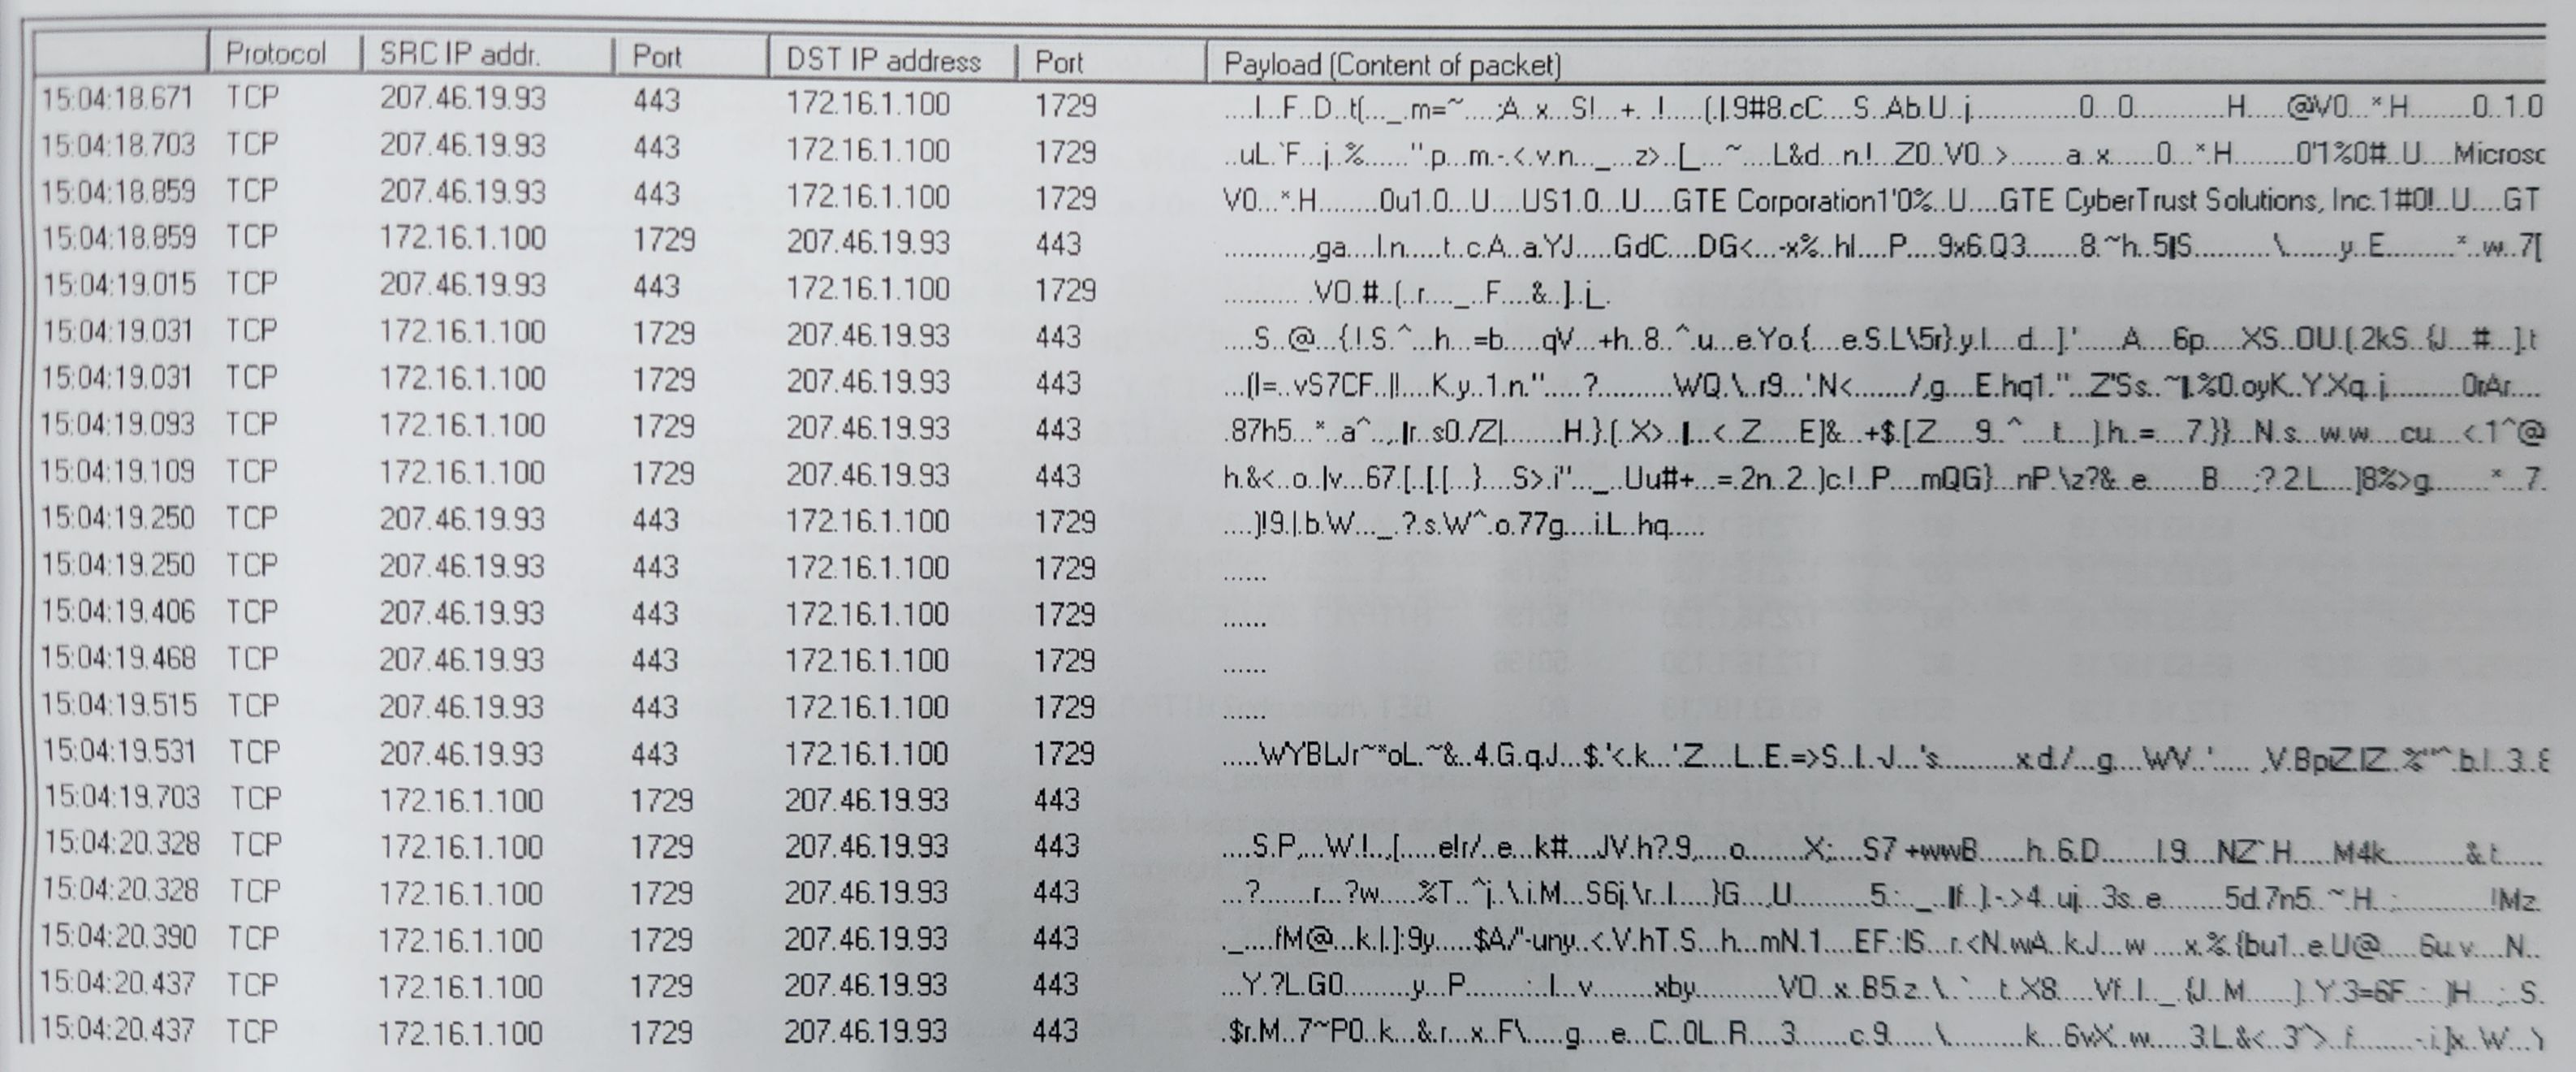 Protocol SRC IP addr. Port DST IP address Port Payload (Content of packet)
15:04:18.671 TCP 207.46.19.93 443 172.16.1.100 1729 ....I...F..D..t(..._.m=~....;A..x...S!...+. .!.....(.|.9#8.cC....S..Ab.U..j.............0...0...........H.....@V0...*.H........0..1.0
15:04:18.703 TCP 207.46.19.93 443 172.16.1.100 1729 ..uL.`F...j.%......".p...m.-.<.v.n..._...z>..[_...~....L&d...n.!...Z0..V0..>.......a..x......0...*.H........0'1%0#..U....Microsc
15:04:18.859 TCP 207.46.19.93 443 172.16.1.100 1729 V0...*.H........0u1.0...U....US1.0...U....GTE Corporation1'0%..U....GTE CyberTrust Solutions, Inc.1#0!..U....GT
15:04:18.859 TCP 172.16.1.100 1729 207.46.19.93 443 ...........,ga....l.n.....t..c.A..a.YJ.....GdC....DG<...-x%..hl....P....9x6.Q3.......8.~h..5|S..........\.......y..E.........*..w..7[
15:04:19.015 TCP 207.46.19.93 443 172.16.1.100 1729 .......... .V0.#..(..r...._..F....&..]..j_.
15:04:19.031 TCP 172.16.1.100 1729 207.46.19.93 443 ....S..@...{.!.S.^...h...=b.....qV...+h..8..^.u...e.Yo.{....e.S.L\5r}.y.l....d...].'.....A....6p.....XS..0U.(.2kS..{J...#...].t
15:04:19.031 TCP 172.16.1.100 1729 207.46.19.93 443 ...(l=..vS7CF..||....K.y..1.n.".....?..........WQ.\..r9...'.N<......../,g....E.hq1."...Z'Ss..~|.%0.oyK..Y.Xq.j..........0rAr....
15:04:19.093 TCP 172.16.1.100 1729 207.46.19.93 443 .87h5...*..a^..,.|r..s0./Z|........H.}.(.X>..|...<..Z.....E]&...+$.[Z.....9..^....t....].h..=....7.}}...N.s...w.w....cu....<.1^@
15:04:19.109 TCP 172.16.1.100 1729 207.46.19.93 443 h.&<..o..|v...67.[..[.[...}....S>.i"..._...Uu#+...=.2n..2..)c.!..P....mQG}...nP.\z?&..e........B.....;?.2.L....]8%>g........*...7.
15:04:19.250 TCP 207.46.19.93 443 172.16.1.100 1729 ....)!9.|.b.W..._.?.s.W^.o.77g....i.L..hq.....
15:04:19.250 TCP 207.46.19.93 443 172.16.1.100 1729 ......
15:04:19.406 TCP 207.46.19.93 443 172.16.1.100 1729 ......
15:04:19.468 TCP 207.46.19.93 443 172.16.1.100 1729 ......
15:04:19.515 TCP 207.46.19.93 443 172.16.1.100 1729 ......
15:04:19.531 TCP 207.46.19.93 443 172.16.1.100 1729 .....WYBLJr~*oL.~&..4.G.q.J...$.'<.k...'.Z....L..E.=>S..l.-J...'s...........x.d./...g....WV..'..... ,V.BpZ.lZ..%"^.b.l...3..
15:04:19.703 TCP 172.16.1.100 1729 207.46.19.93 443
15:04:20.328 TCP 172.16.1.100 1729 207.46.19.93 443 ....S.P,...W.!...,[.....elr/..e...k#....JV.h?.9,....o.........X;....S7 +wwB......h..6.D........l.9....NZ`.H.....M4k...........&.t......
15:04:20.328 TCP 172.16.1.100 1729 207.46.19.93 443 ...?........r...?w.....%T..^j..\.i.M....S6j.\r..l.....}G...,U...........5.:.._..|f..].->4..uj...3s..e.........5d.7n5..~.H..;.............!Mz.
15:04:20.390 TCP 172.16.1.100 1729 207.46.19.93 443 ._....fM@...k.|.]:9y.....$A/"-uny..<.V.hT.S...h...mN.1....EF.:lS...r.<N.wA..k.J...w.....x.%.{bu1...e.U@.....6u.v.....N..
15:04:20.437 TCP 172.16.1.100 1729 207.46.19.93 443 ...Y.?L.G0.........y...P........:..l...v........xby...........V0..x..B5.z..\.`....t..X8.....Vf..l.._.{J..M.......}.Y.3=6F..:..]H....:..S.
15:04:20.437 TCP 172.16.1.100 1729 207.46.19.93 443 .$r.M..7~P0..k...&.r...x..F\.....g....e...C..0L..R....3.......c.9........\...........k...6wX..w.....3.L.&<..3^>..f.........-.i.]x..W...Y